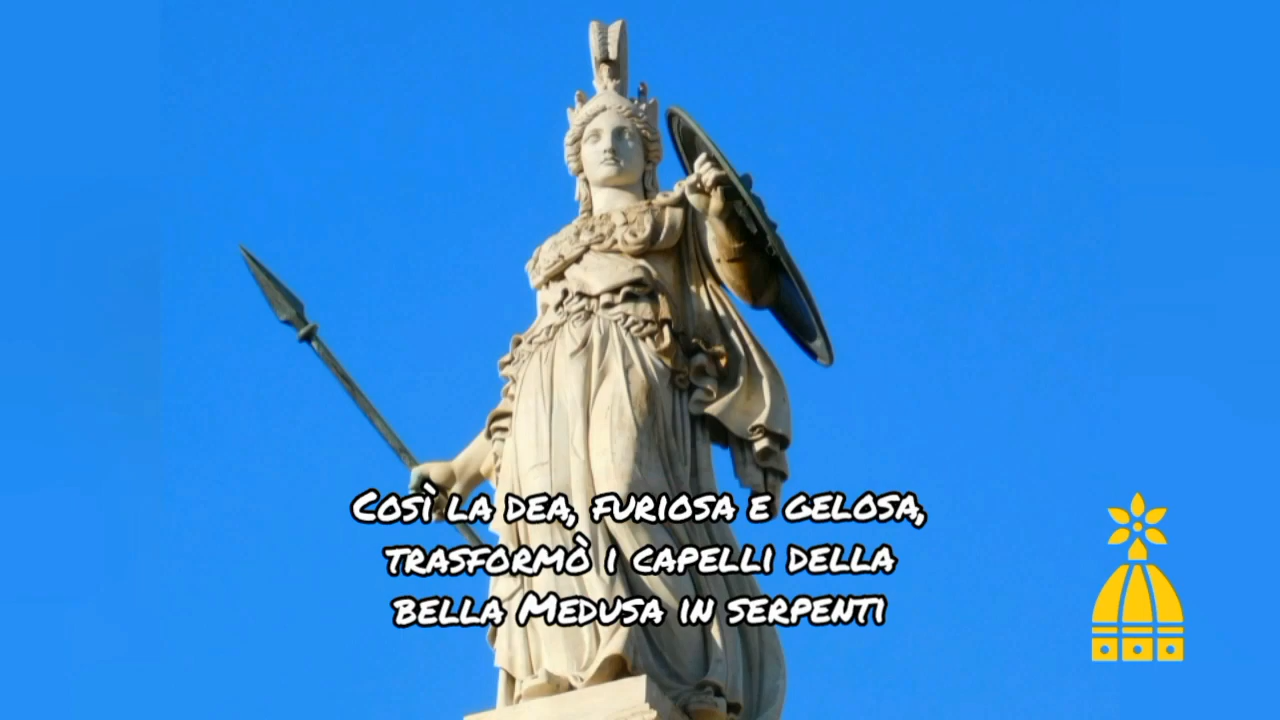 Così la dea, furiosa e gelosa,
trasformò i capelli della
bella Medusa in serpenti